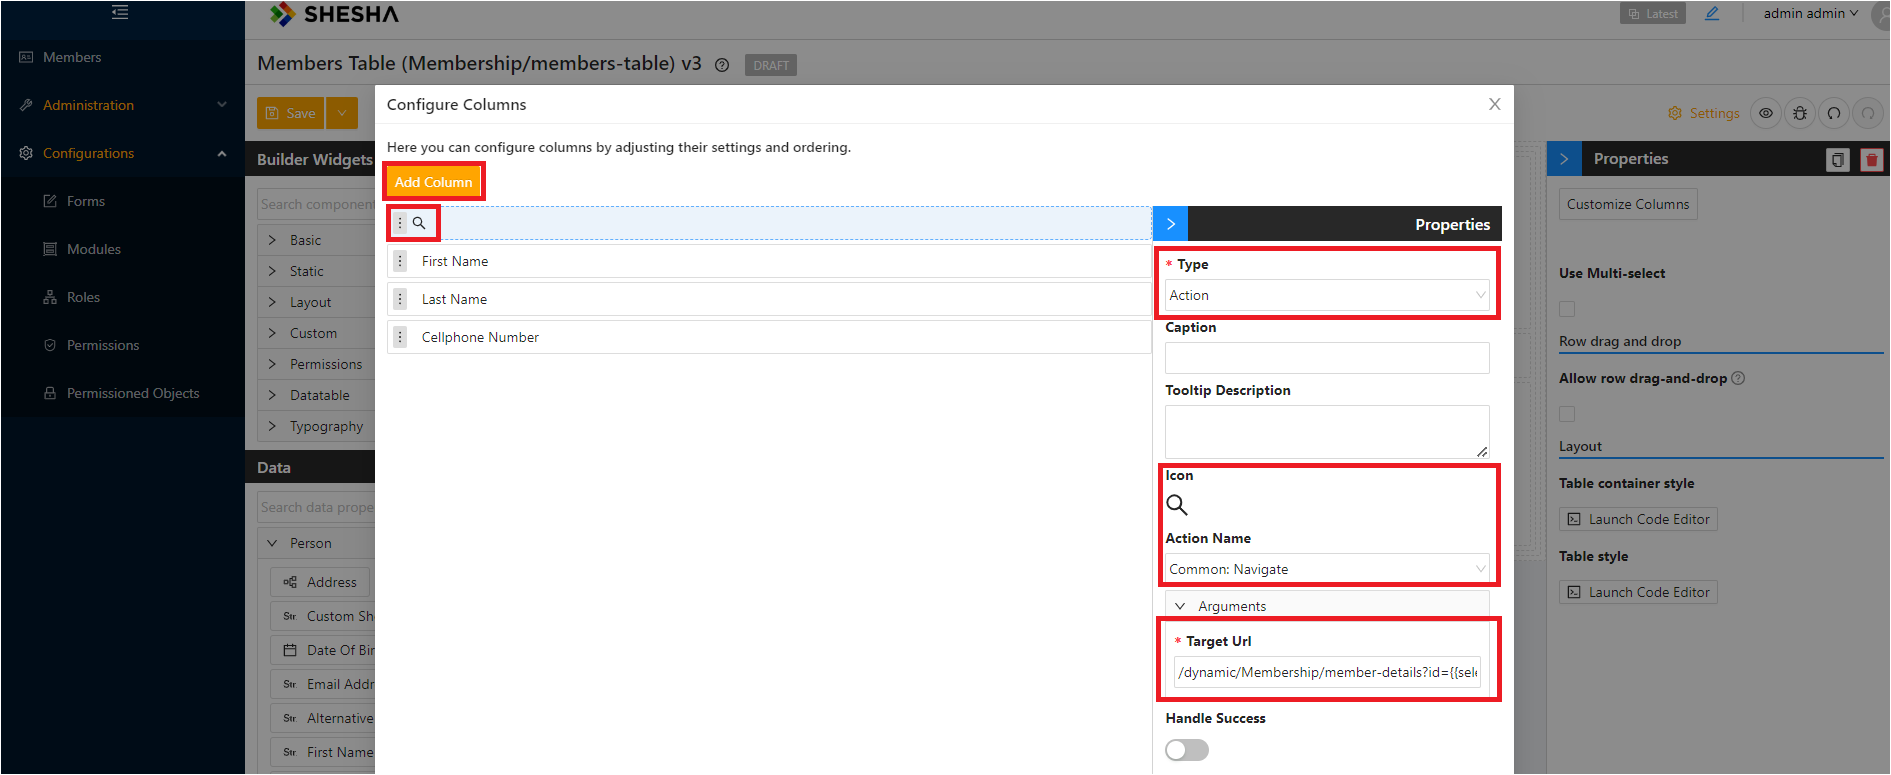 SHESHA
Latest
admin admin
Members
Administration
Configurations
Forms
Modules
Roles
Permissions
Permissioned Objects
Members Table (Membership/members-table) v3
DRAFT
Save
Settings
Builder Widgets
Search component
Basic
Static
Layout
Custom
Permissions
Datatable
Typography
Data
Search data prope
Person
Address
Str. Custom Sh
Date Of Bir
Str. Email Addr
Str. Alternative
Str. First Name
Configure Columns
Here you can configure columns by adjusting their settings and ordering.
Add Column
First Name
Last Name
Cellphone Number
Properties
* Type
Action
Caption
Tooltip Description
Icon
Action Name
Common: Navigate
Arguments
* Target Url
/dynamic/Membership/member-details?id={{sele
Handle Success
Properties
Customize Columns
Use Multi-select
Row drag and drop
Allow row drag-and-drop
Layout
Table container style
Launch Code Editor
Table style
Launch Code Editor